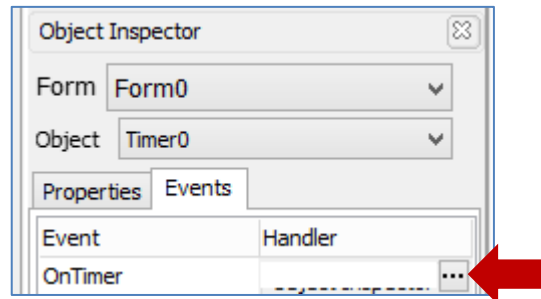 Object Inspector
Form Form0
Object Timer0
Properties Events
Event Handler
OnTimer ...